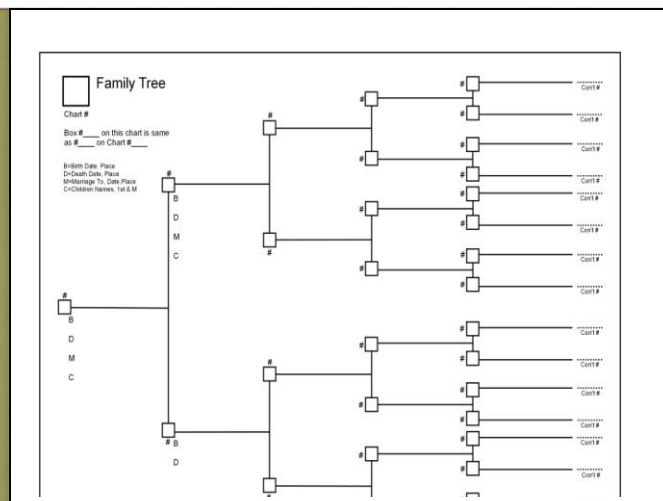 Family Tree
Chart #
Box #____ on this chart is same
as #____ on Chart #____
B=Birth Date, Place
D=Death Date, Place
M=Marriage To, Date,Place
C=Children Names, 1st & M
#
B
D
M
C
#
B
D
M
C
# B
D
#
#
#
#
#
#
#
#
#
#
#
#
Con't #
#
Con't #
#
Con't #
#
Con't #
#
Con't #
#
Con't #
#
Con't #
#
Con't #
#
Con't #
#
Con't #
#
Con't #
#
Con't #
#
Con't #
#
Con't #